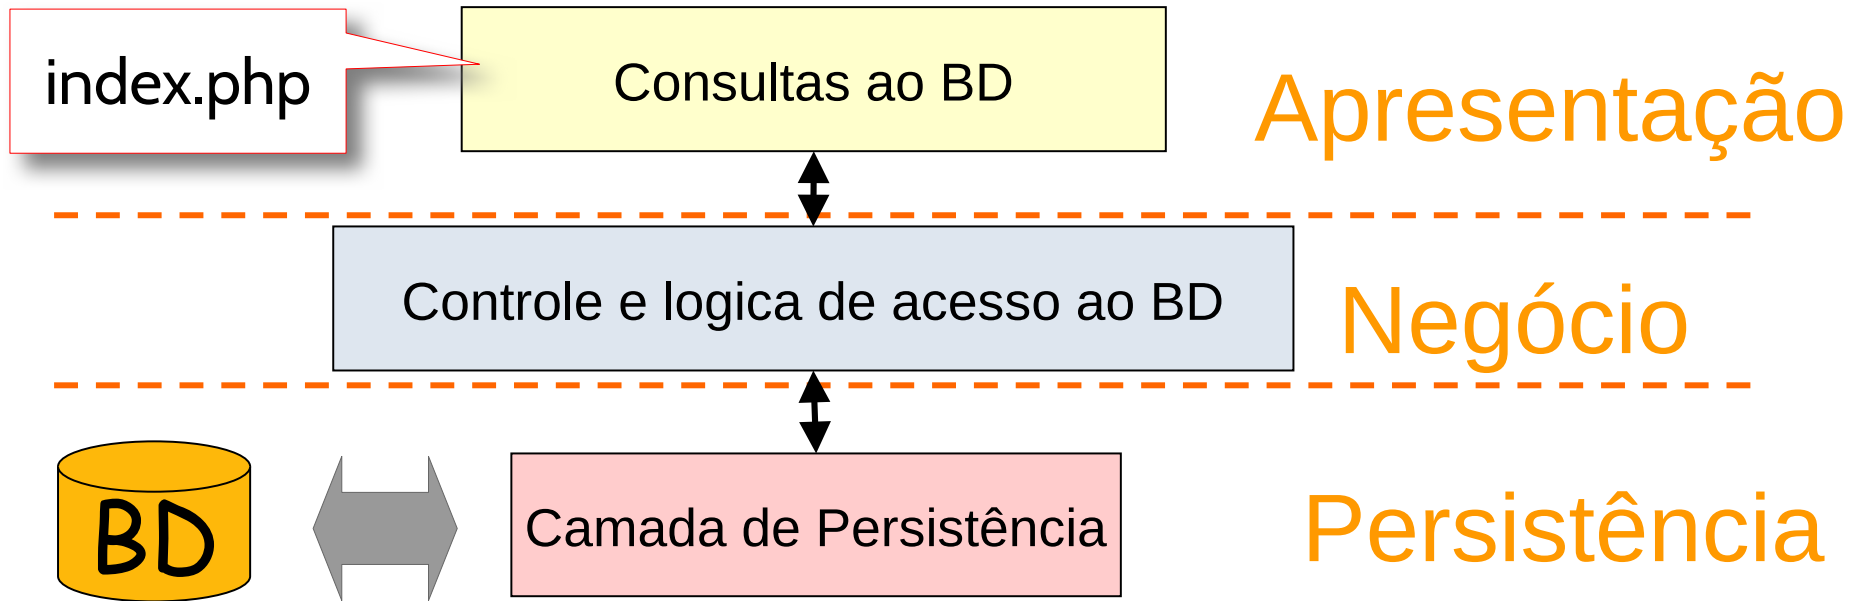 index.php
Consultas ao BD
Apresentação
Controle e logica de acesso ao BD
Negócio
BD
Camada de Persistência
Persistência